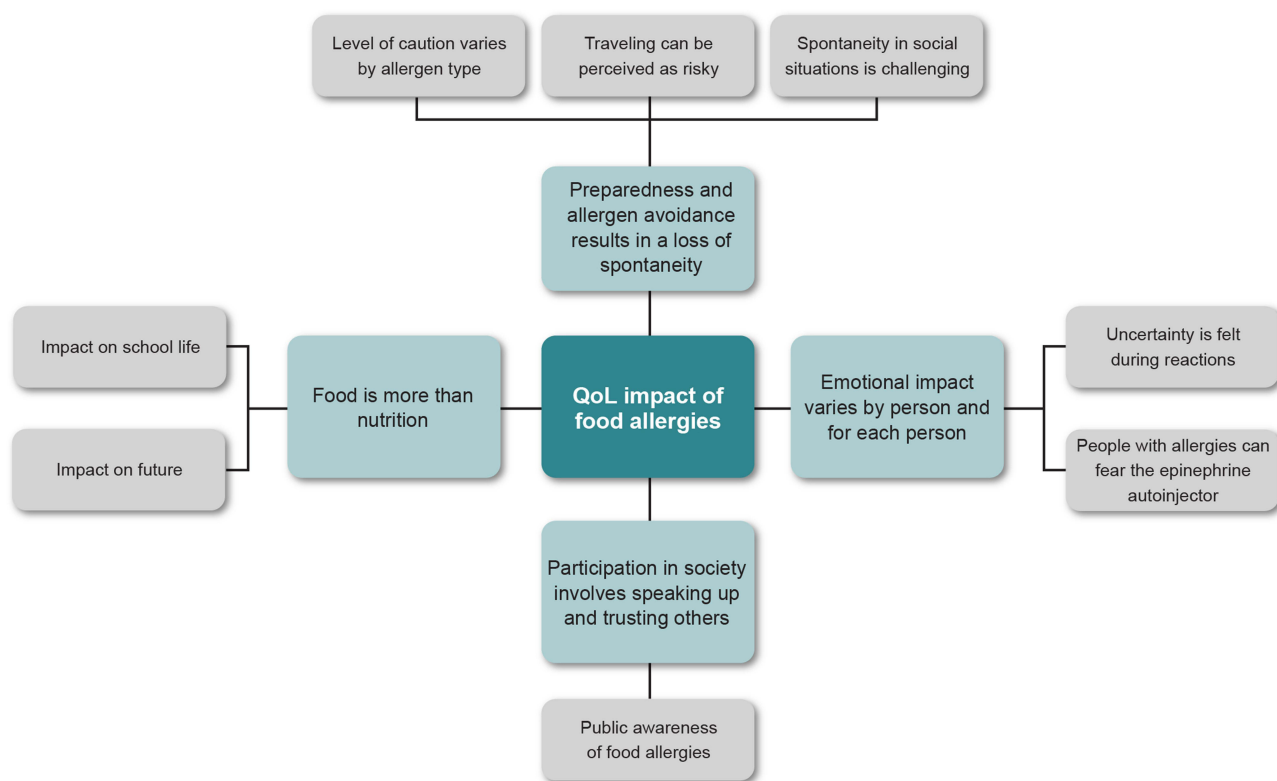 Level of caution varies
by allergen type
Traveling can be
perceived as risky
Spontaneity in social
situations is challenging
Preparedness and
allergen avoidance
results in a loss of
spontaneity
Impact on school life
Impact on future
Food is more than
nutrition
QoL impact of
food allergies
Emotional impact
varies by person and
for each person
Uncertainty is felt
during reactions
People with allergies can
fear the epinephrine
autoinjector
Participation in society
involves speaking up
and trusting others
Public awareness
of food allergies